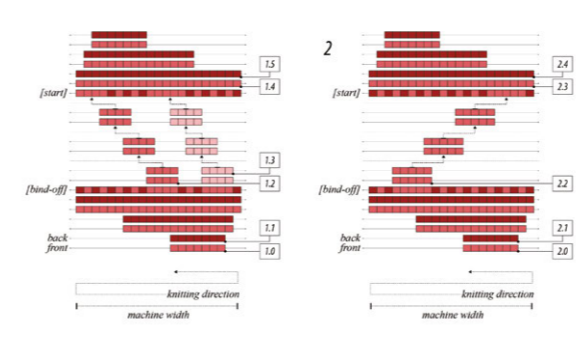 2
1.5
1.4
[start]
1.3
1.2
[bind-off]
1.1
back
front
1.0
knitting direction
machine width
2.4
2.3
[start]
2.2
[bind-off]
2.1
back
front
2.0
knitting direction
machine width